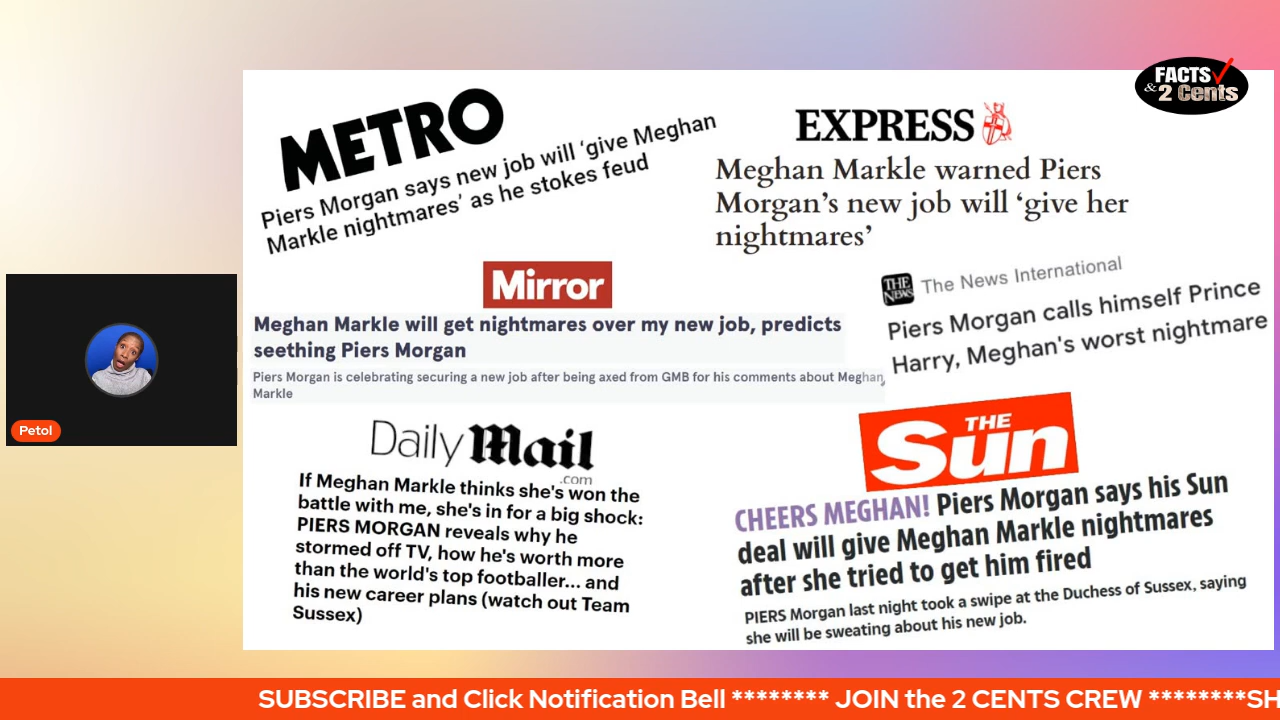 FACTS
& 2 Cents
METRO
Piers Morgan says new job will ‘give Meghan
Markle nightmares’ as he stokes feud
EXPRESS
Meghan Markle warned Piers
Morgan’s new job will ‘give her
nightmares’
Mirror
Meghan Markle will get nightmares over my new job, predicts
seething Piers Morgan
Piers Morgan is celebrating securing a new job after being axed from GMB for his comments about Meghan
Markle
THE NEWS
The News International
Piers Morgan calls himself Prince
Harry, Meghan's worst nightmare
Daily Mail
.com
If Meghan Markle thinks she's won the
battle with me, she's in for a big shock:
PIERS MORGAN reveals why he
stormed off TV, how he's worth more
than the world's top footballer... and
his new career plans (watch out Team
Sussex)
THE
Sun
CHEERS MEGHAN! Piers Morgan says his Sun
deal will give Meghan Markle nightmares
after she tried to get him fired
PIERS Morgan last night took a swipe at the Duchess of Sussex, saying
she will be sweating about his new job.
Petol
SUBSCRIBE and Click Notification Bell ******** JOIN the 2 CENTS CREW ********SH